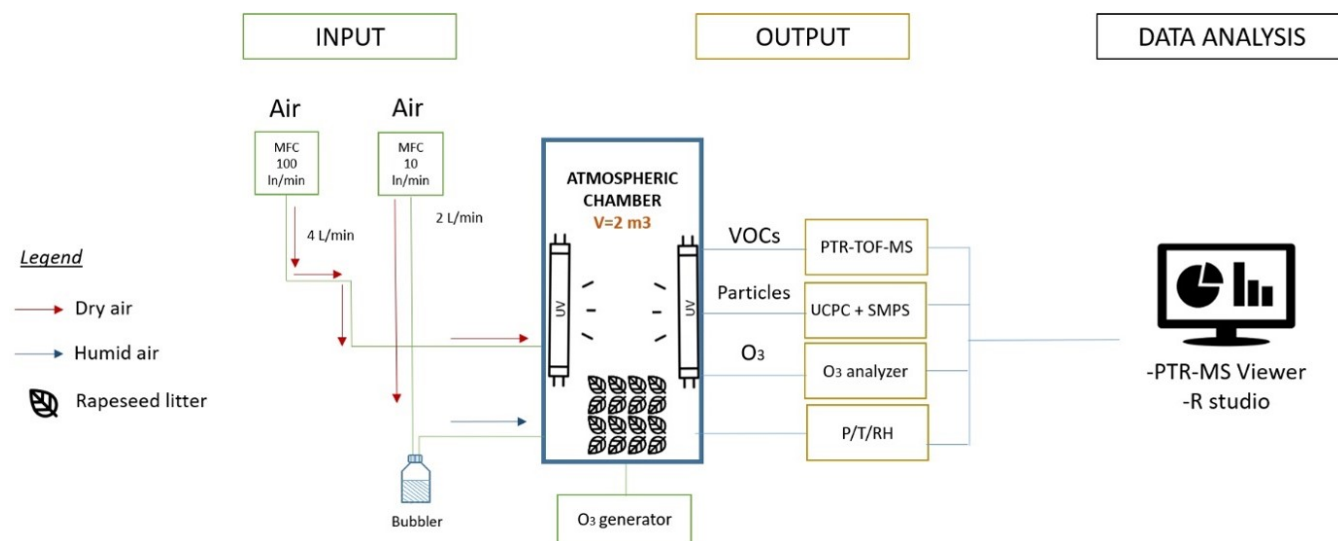 INPUT
OUTPUT
DATA ANALYSIS
Air
Air
MFC
100
ln/min
MFC
10
ln/min
4 L/min
2 L/min
Legend
Dry air
Humid air
Rapeseed litter
Bubbler
ATMOSPHERIC
CHAMBER
V=2 m3
UV
UV
O3 generator
VOCs
PTR-TOF-MS
Particles
UCPC + SMPS
O3
O3 analyzer
P/T/RH
-PTR-MS Viewer
-R studio